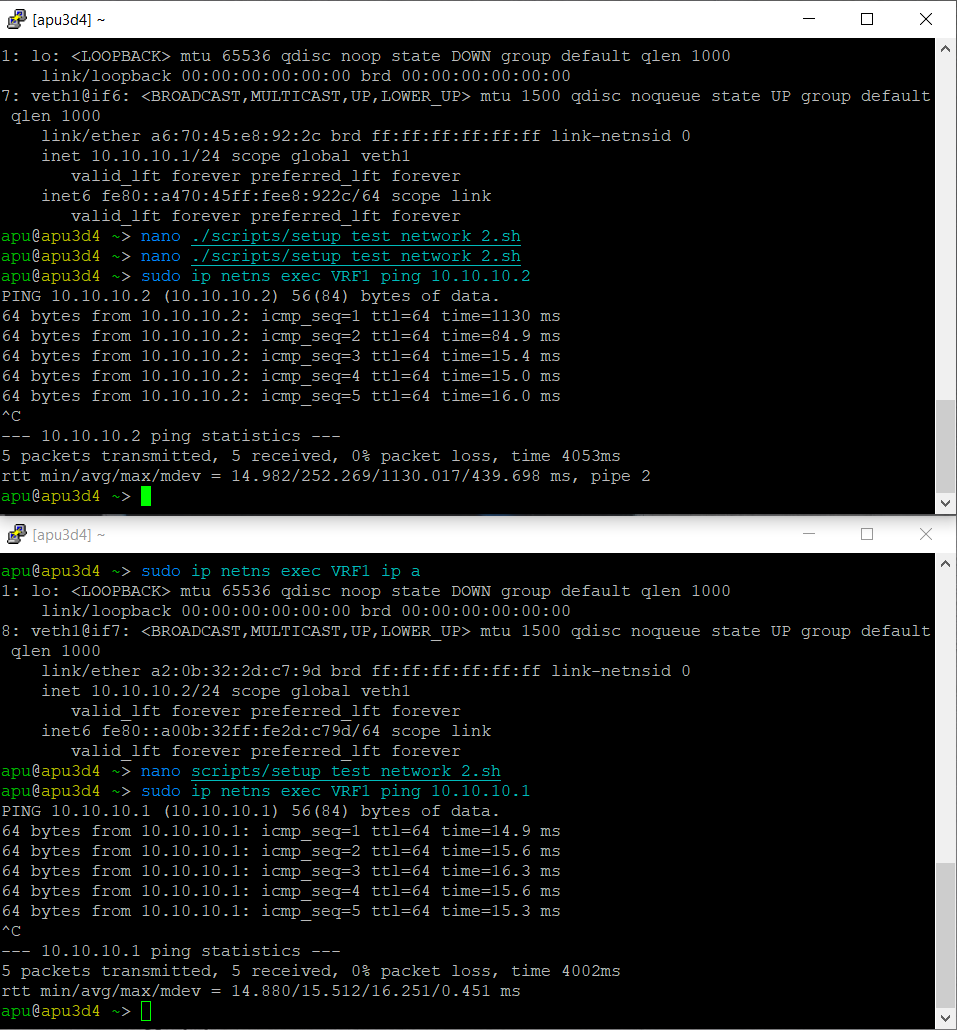 [apu3d4] ~
1: lo: <LOOPBACK> mtu 65536 qdisc noop state DOWN group default qlen 1000
    link/loopback 00:00:00:00:00:00 brd 00:00:00:00:00:00
7: veth1@if6: <BROADCAST,MULTICAST,UP,LOWER_UP> mtu 1500 qdisc noqueue state UP group default
 qlen 1000
    link/ether a6:70:45:e8:92:2c brd ff:ff:ff:ff:ff:ff link-netnsid 0
    inet 10.10.10.1/24 scope global veth1
       valid_lft forever preferred_lft forever
    inet6 fe80::a470:45ff:fee8:922c/64 scope link
       valid_lft forever preferred_lft forever
apu@apu3d4 ~> nano ./scripts/setup_test_network_2.sh
apu@apu3d4 ~> nano ./scripts/setup_test_network_2.sh
apu@apu3d4 ~> sudo ip netns exec VRF1 ping 10.10.10.2
PING 10.10.10.2 (10.10.10.2) 56(84) bytes of data.
64 bytes from 10.10.10.2: icmp_seq=1 ttl=64 time=1130 ms
64 bytes from 10.10.10.2: icmp_seq=2 ttl=64 time=84.9 ms
64 bytes from 10.10.10.2: icmp_seq=3 ttl=64 time=15.4 ms
64 bytes from 10.10.10.2: icmp_seq=4 ttl=64 time=15.0 ms
64 bytes from 10.10.10.2: icmp_seq=5 ttl=64 time=16.0 ms
^C
--- 10.10.10.2 ping statistics ---
5 packets transmitted, 5 received, 0% packet loss, time 4053ms
rtt min/avg/max/mdev = 14.982/252.269/1130.017/439.698 ms, pipe 2
apu@apu3d4 ~>
[apu3d4] ~
apu@apu3d4 ~> sudo ip netns exec VRF1 ip a
1: lo: <LOOPBACK> mtu 65536 qdisc noop state DOWN group default qlen 1000
    link/loopback 00:00:00:00:00:00 brd 00:00:00:00:00:00
8: veth1@if7: <BROADCAST,MULTICAST,UP,LOWER_UP> mtu 1500 qdisc noqueue state UP group default
 qlen 1000
    link/ether a2:0b:32:2d:c7:9d brd ff:ff:ff:ff:ff:ff link-netnsid 0
    inet 10.10.10.2/24 scope global veth1
       valid_lft forever preferred_lft forever
    inet6 fe80::a00b:32ff:fe2d:c79d/64 scope link
       valid_lft forever preferred_lft forever
apu@apu3d4 ~> nano scripts/setup_test_network_2.sh
apu@apu3d4 ~> sudo ip netns exec VRF1 ping 10.10.10.1
PING 10.10.10.1 (10.10.10.1) 56(84) bytes of data.
64 bytes from 10.10.10.1: icmp_seq=1 ttl=64 time=14.9 ms
64 bytes from 10.10.10.1: icmp_seq=2 ttl=64 time=15.6 ms
64 bytes from 10.10.10.1: icmp_seq=3 ttl=64 time=16.3 ms
64 bytes from 10.10.10.1: icmp_seq=4 ttl=64 time=15.6 ms
64 bytes from 10.10.10.1: icmp_seq=5 ttl=64 time=15.3 ms
^C
--- 10.10.10.1 ping statistics ---
5 packets transmitted, 5 received, 0% packet loss, time 4002ms
rtt min/avg/max/mdev = 14.880/15.512/16.251/0.451 ms
apu@apu3d4 ~>